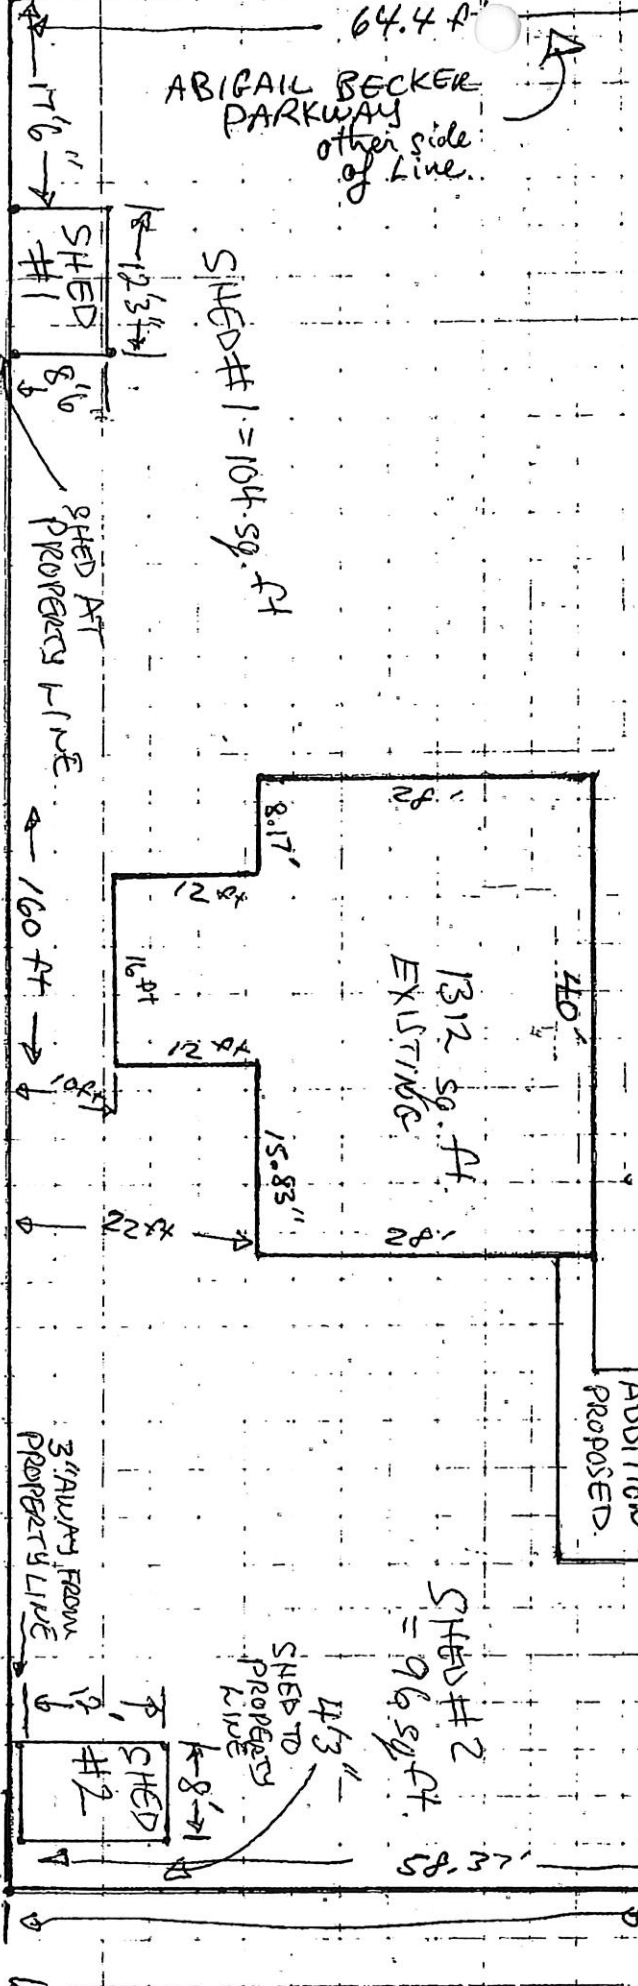 64.4 ft
ABIGAIL BECKER
PARKWAY
other side
of Line.
17'6"
SHED
#1
12'3"
8'6"
SHED #1 = 104. sq. ft
SHED AT
PROPERTY LINE
160 ft
28'
8.17'
12 ft
16 ft
12 ft
10 ft
40'
1312 sq. ft
EXISTING
15.83"
28'
22 ft
ADDITION
PROPOSED.
3" AWAY FROM
PROPERTY LINE
12'
SHED
#2
8'
4'3"
SHED TO
PROPERTY
LINE
SHED #2
= 96 sq ft.
58.37'